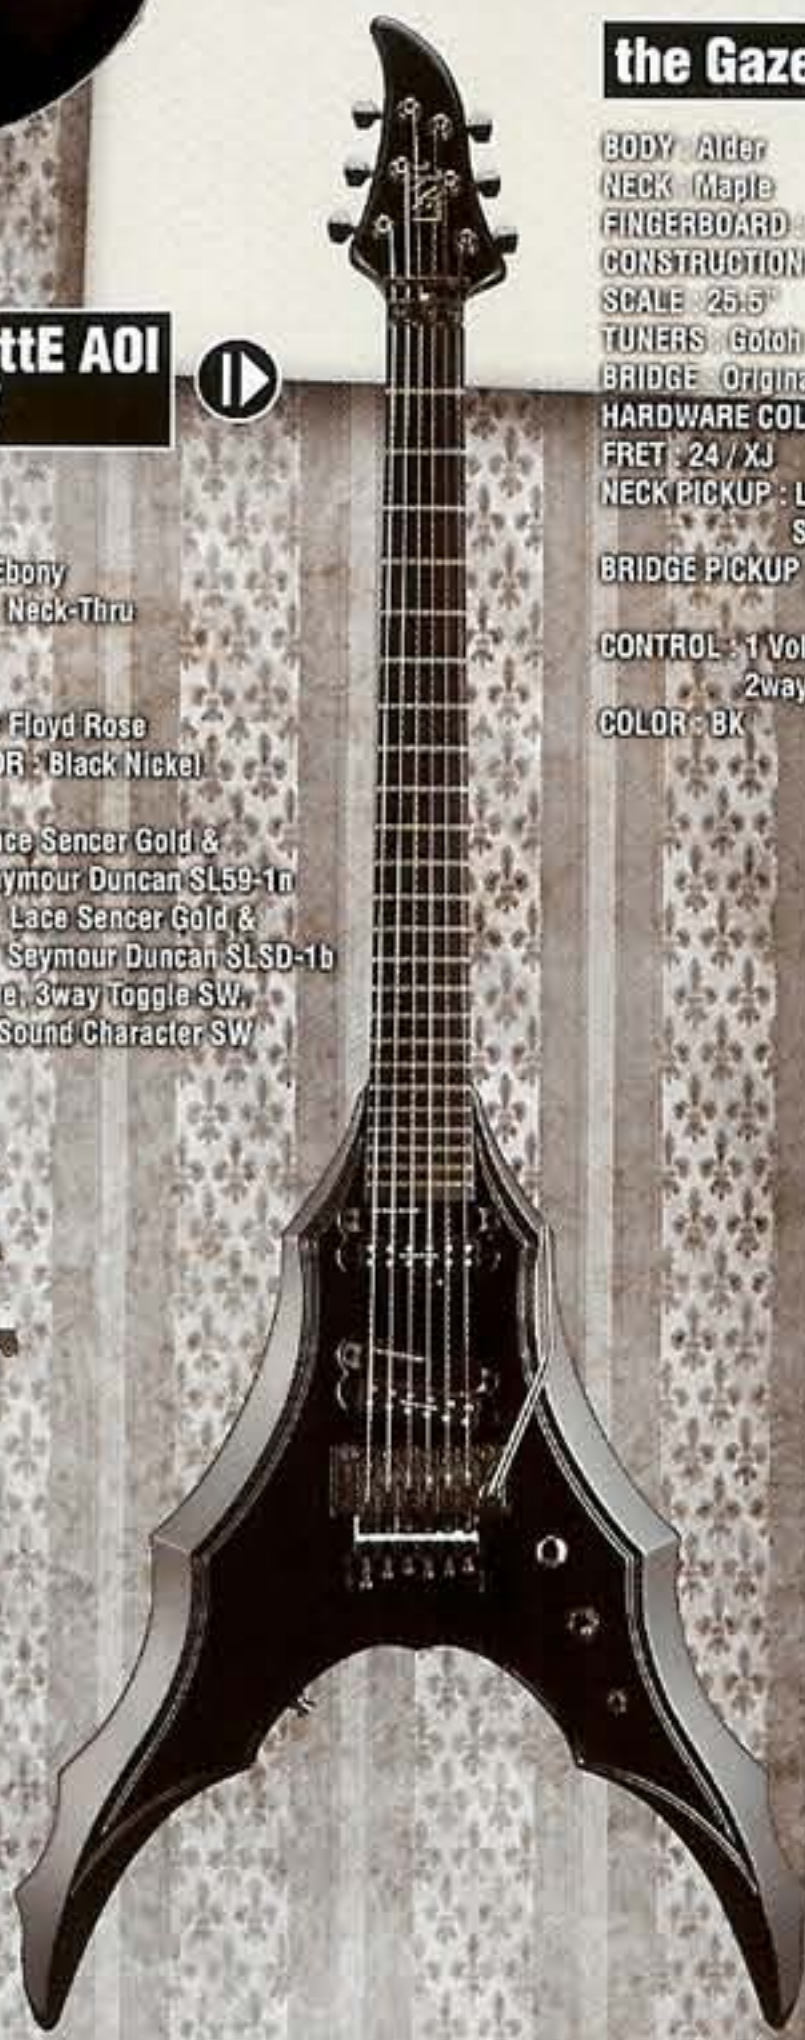 ttE AOI
Ebony
Neck-Thru
Floyd Rose
OR : Black Nickel
ce Sencer Gold &
ymour Duncan SL59-1n
Lace Sencer Gold &
Seymour Duncan SLSD-1b
e, 3way Toggle SW,
Sound Character SW
the Gaze
BODY : Alder
NECK : Maple
FINGERBOARD :
CONSTRUCTION
SCALE : 25.5"
TUNERS : Gotoh
BRIDGE : Origina
HARDWARE COL
FRET : 24 / XJ
NECK PICKUP : L
S
BRIDGE PICKUP
CONTROL : 1 Vol
2way
COLOR : BK